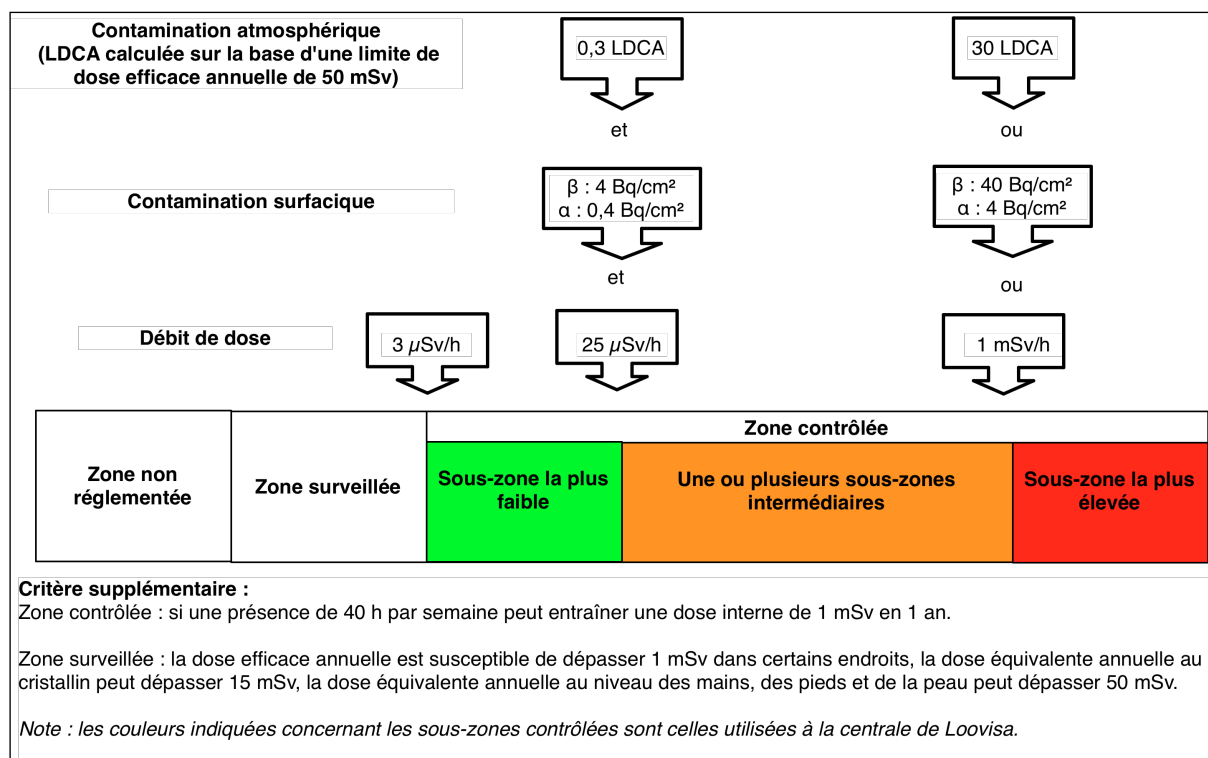 Contamination atmosphérique
(LDCA calculée sur la base d'une limite de
dose efficace annuelle de 50 mSv)
0,3 LDCA
30 LDCA
et
ou
Contamination surfacique
β : 4 Bq/cm²
α : 0,4 Bq/cm²
β : 40 Bq/cm²
α : 4 Bq/cm²
et
ou
Débit de dose
3 µSv/h
25 µSv/h
1 mSv/h
Zone non
réglementée
Zone surveillée
Zone contrôlée
Sous-zone la plus
faible
Une ou plusieurs sous-zones
intermédiaires
Sous-zone la plus
élevée
Critère supplémentaire :
Zone contrôlée : si une présence de 40 h par semaine peut entraîner une dose interne de 1 mSv en 1 an.
Zone surveillée : la dose efficace annuelle est susceptible de dépasser 1 mSv dans certains endroits, la dose équivalente annuelle au
cristallin peut dépasser 15 mSv, la dose équivalente annuelle au niveau des mains, des pieds et de la peau peut dépasser 50 mSv.
Note : les couleurs indiquées concernant les sous-zones contrôlées sont celles utilisées à la centrale de Loovisa.